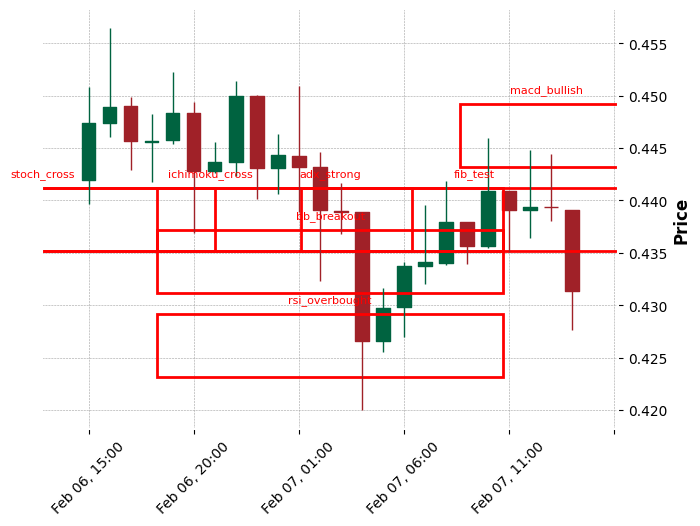 macd_bullish
stoch_cross
ichimoku_cross
adx_strong
fib_test
bb_breakout
rsi_overbought
0.455
0.450
0.445
0.440
0.435
0.430
0.425
0.420
Price
Feb 06, 15:00
Feb 06, 20:00
Feb 07, 01:00
Feb 07, 06:00
Feb 07, 11:00